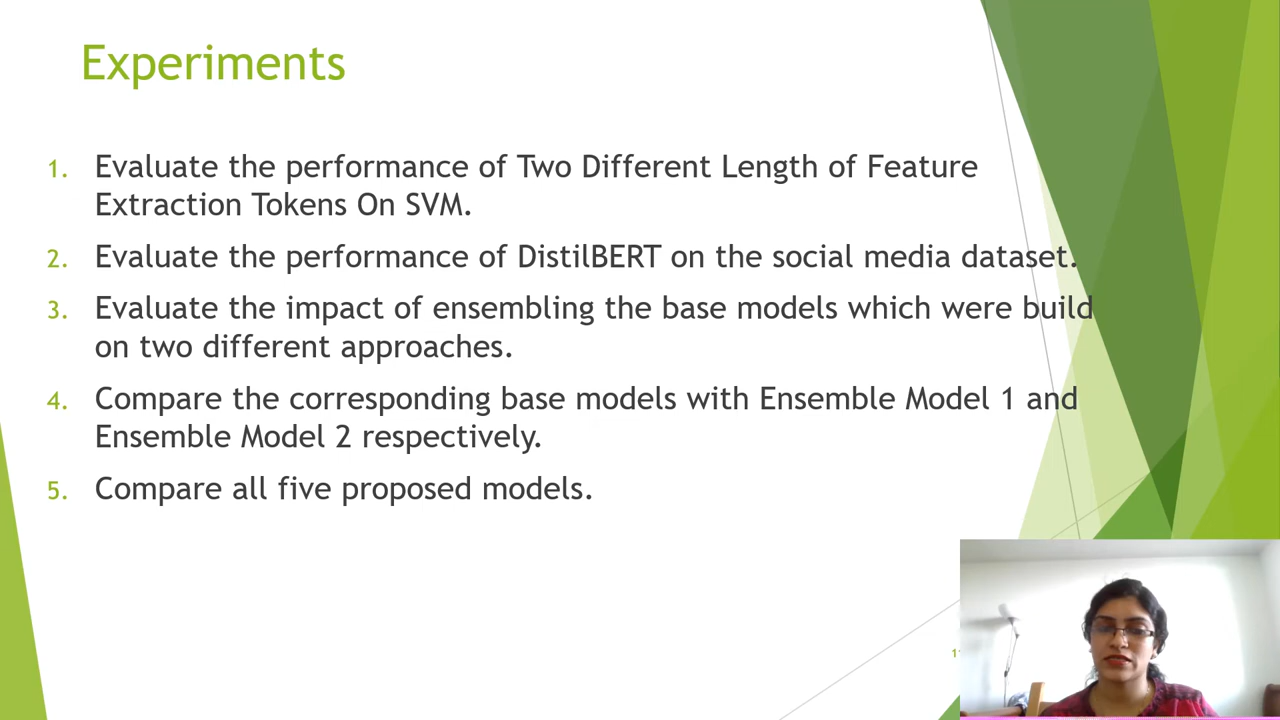 Experiments
1. Evaluate the performance of Two Different Length of Feature
Extraction Tokens On SVM.
2. Evaluate the performance of DistilBERT on the social media dataset.
3. Evaluate the impact of ensembling the base models which were build
on two different approaches.
4. Compare the corresponding base models with Ensemble Model 1 and
Ensemble Model 2 respectively.
5. Compare all five proposed models.